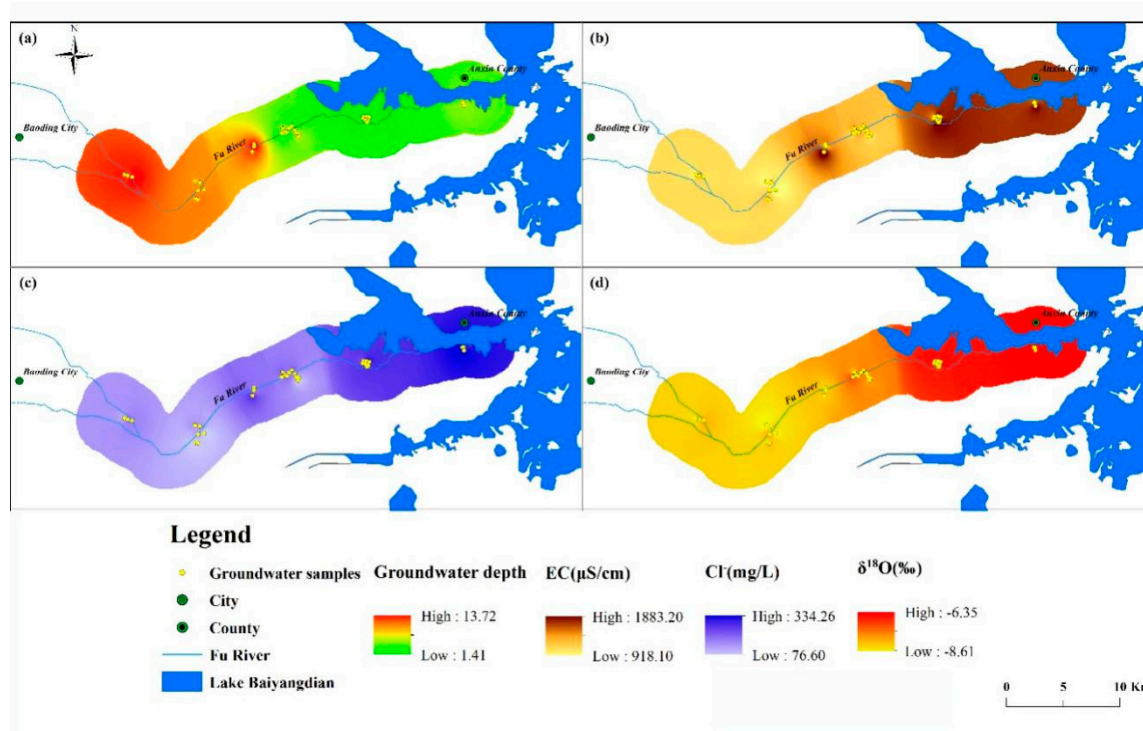 (a)
N
Baoding City
Fu River
Anxin County
(b)
Baoding City
Fu River
Anxin County
(c)
Baoding City
Fu River
Anxin County
(d)
Baoding City
Fu River
Anxin County
Legend
Groundwater samples
City
County
Fu River
Lake Baiyangdian
Groundwater depth
High : 13.72
Low : 1.41
EC(μS/cm)
High : 1883.20
Low : 918.10
Cl⁻(mg/L)
High : 334.26
Low : 76.60
δ¹⁸O(‰)
High : -6.35
Low : -8.61
0 5 10 Km